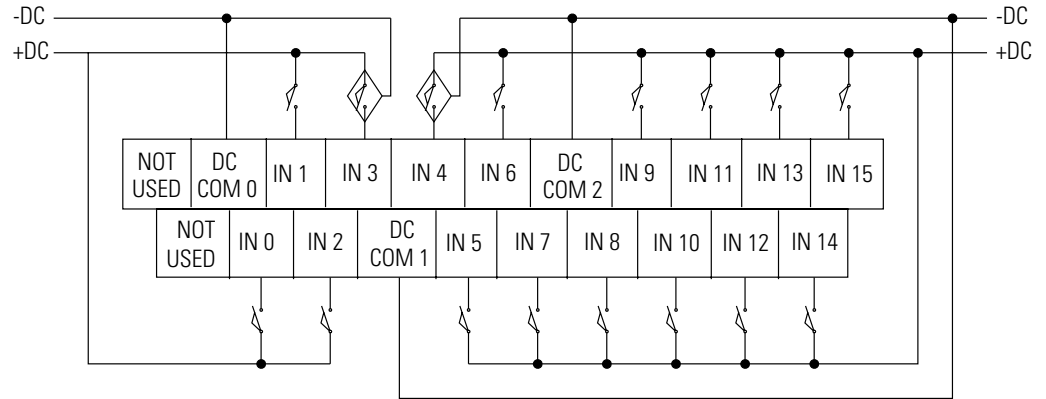 -DC
-DC
+DC
+DC
NOT USED
DC COM 0
IN 1
IN 3
IN 4
IN 6
DC COM 2
IN 9
IN 11
IN 13
IN 15
NOT USED
IN 0
IN 2
DC COM 1
IN 5
IN 7
IN 8
IN 10
IN 12
IN 14